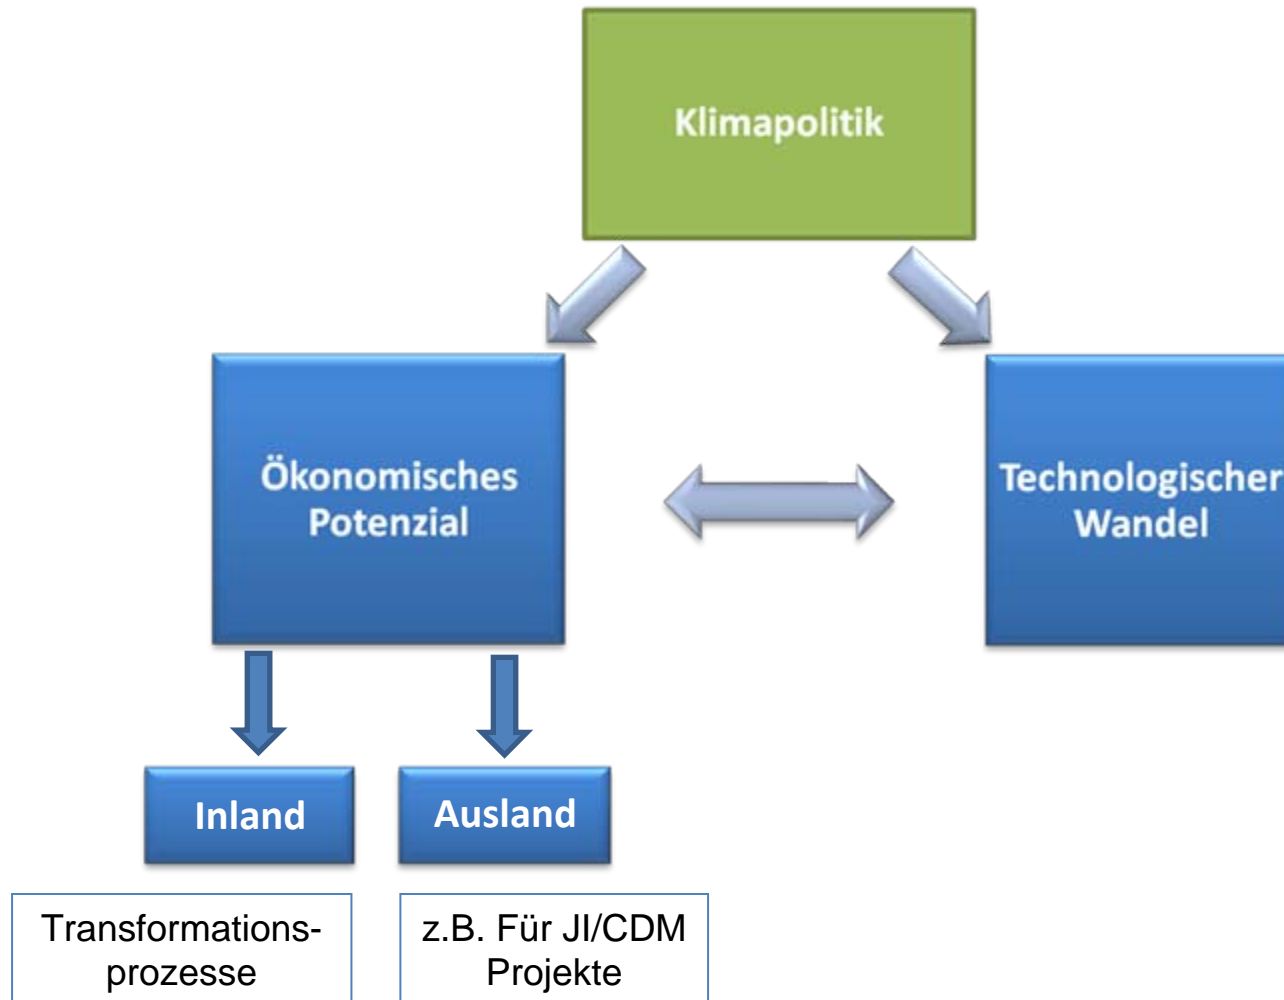 Klimapolitik
Ökonomisches
Potenzial
Technologischer
Wandel
Inland
Ausland
Transformations-
prozesse
z.B. Für JI/CDM
Projekte